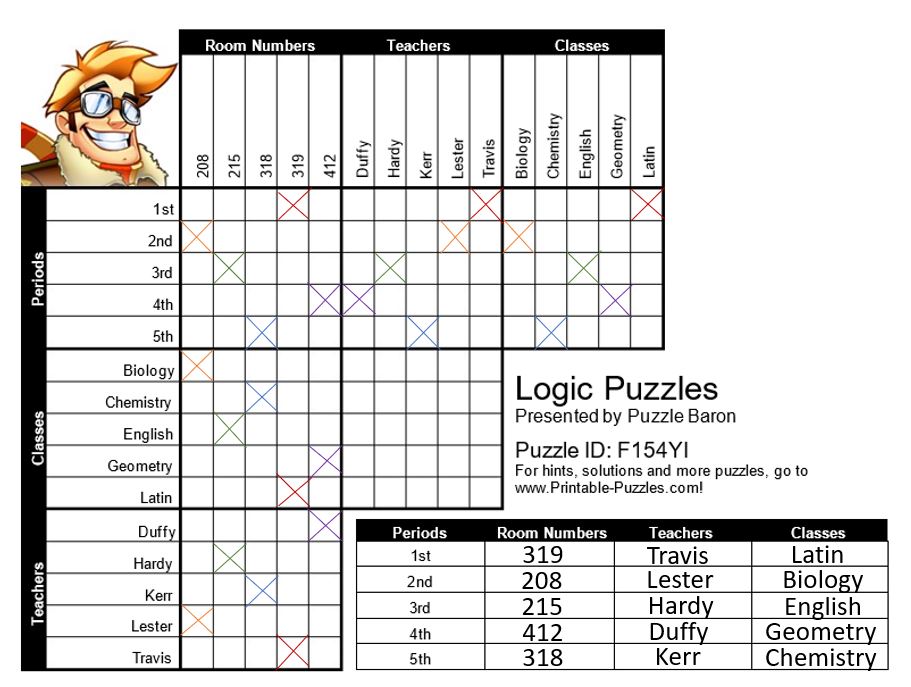 Room Numbers Teachers Classes
208 215 318 319 412 Duffy Hardy Kerr Lester Travis Biology Chemistry English Geometry Latin
Periods
1st
2nd
3rd
4th
5th
Classes
Biology
Chemistry
English
Geometry
Latin
Teachers
Duffy
Hardy
Kerr
Lester
Travis
Logic Puzzles
Presented by Puzzle Baron
Puzzle ID: F154YI
For hints, solutions and more puzzles, go to
www.Printable-Puzzles.com!
Periods Room Numbers Teachers Classes
1st 319 Travis Latin
2nd 208 Lester Biology
3rd 215 Hardy English
4th 412 Duffy Geometry
5th 318 Kerr Chemistry